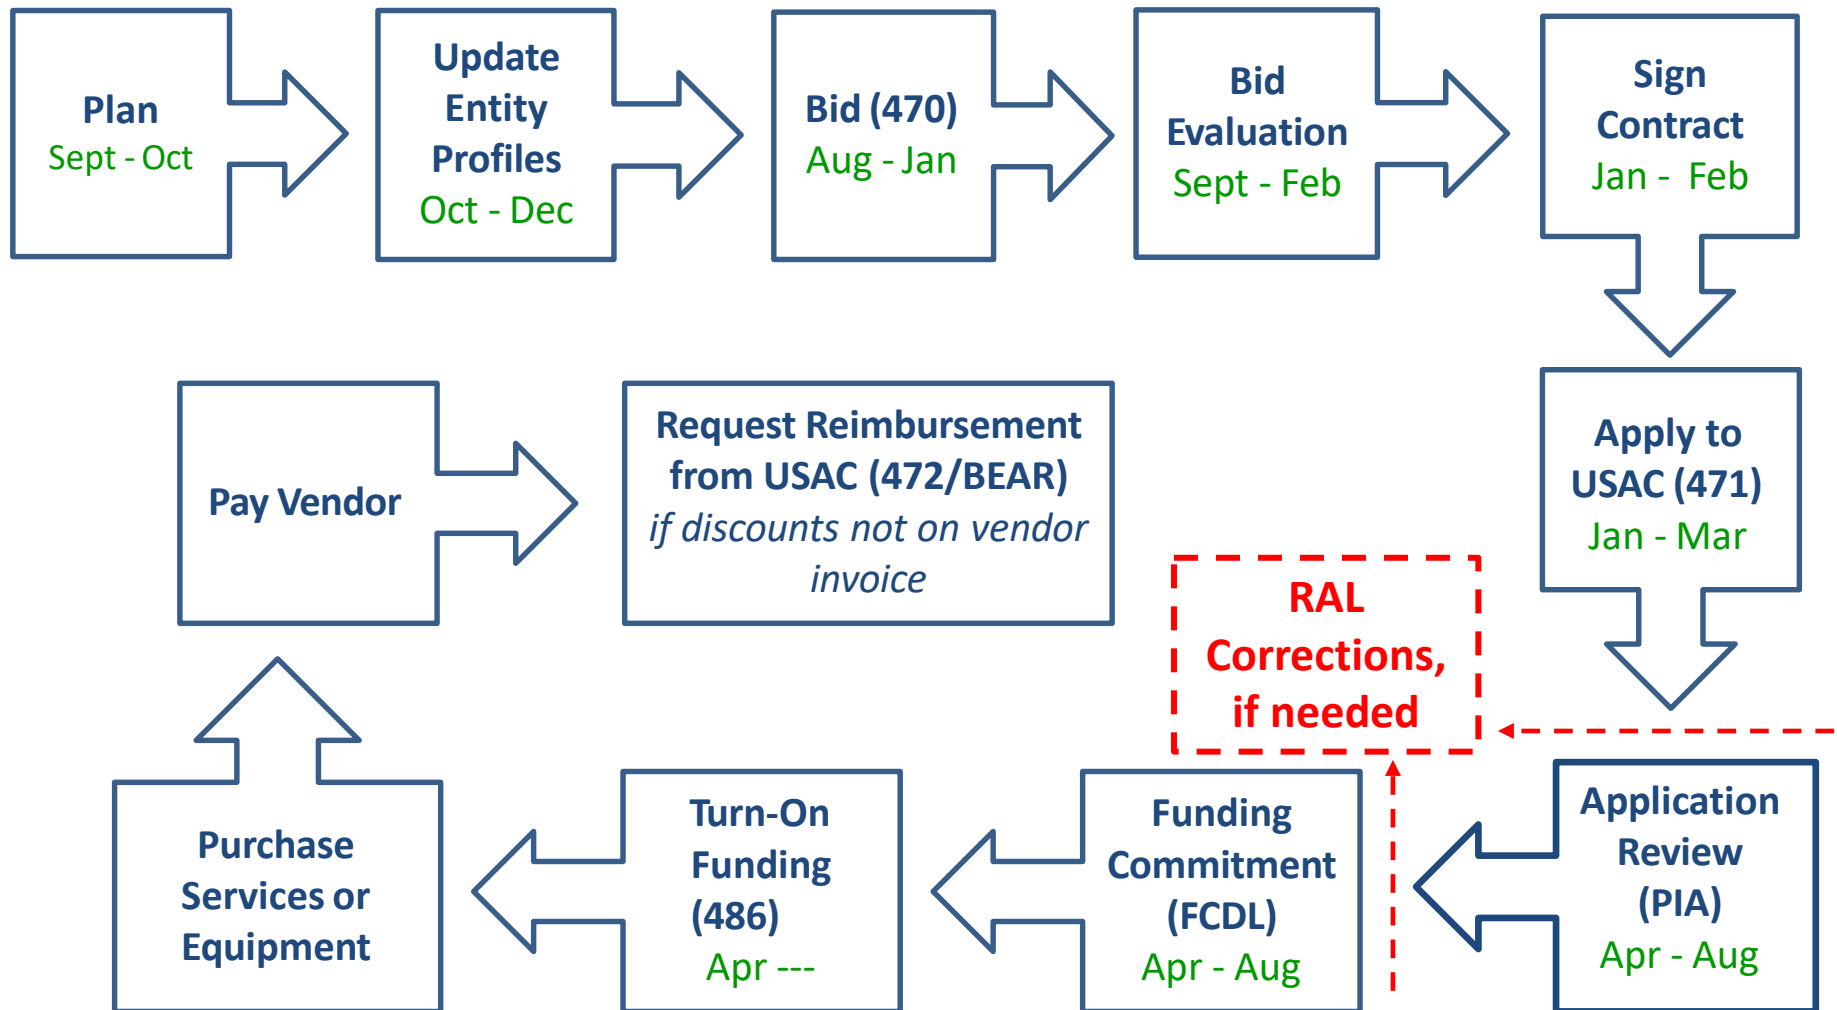 Plan
Sept - Oct
Update
Entity
Profiles
Oct - Dec
Bid (470)
Aug - Jan
Bid
Evaluation
Sept - Feb
Sign
Contract
Jan - Feb
Apply to
USAC (471)
Jan - Mar
RAL
Corrections,
if needed
Application
Review
(PIA)
Apr - Aug
Funding
Commitment
(FCDL)
Apr - Aug
Turn-On
Funding
(486)
Apr ---
Purchase
Services or
Equipment
Pay Vendor
Request Reimbursement
from USAC (472/BEAR)
if discounts not on vendor
invoice